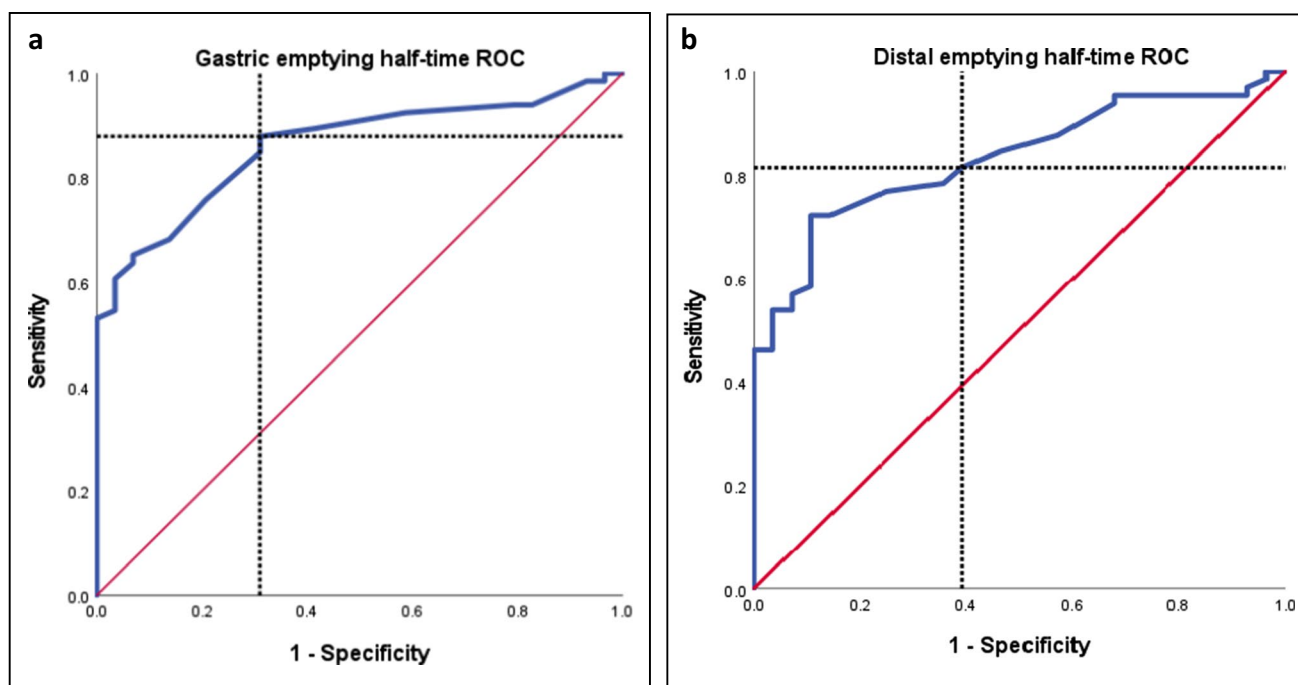 a
Gastric emptying half-time ROC
1.0
0.8
0.6
0.4
0.2
0.0
Sensitivity
0.0 0.2 0.4 0.6 0.8 1.0
1 - Specificity
b
Distal emptying half-time ROC
1.0
0.8
0.6
0.4
0.2
0.0
Sensitivity
0.0 0.2 0.4 0.6 0.8 1.0
1 - Specificity